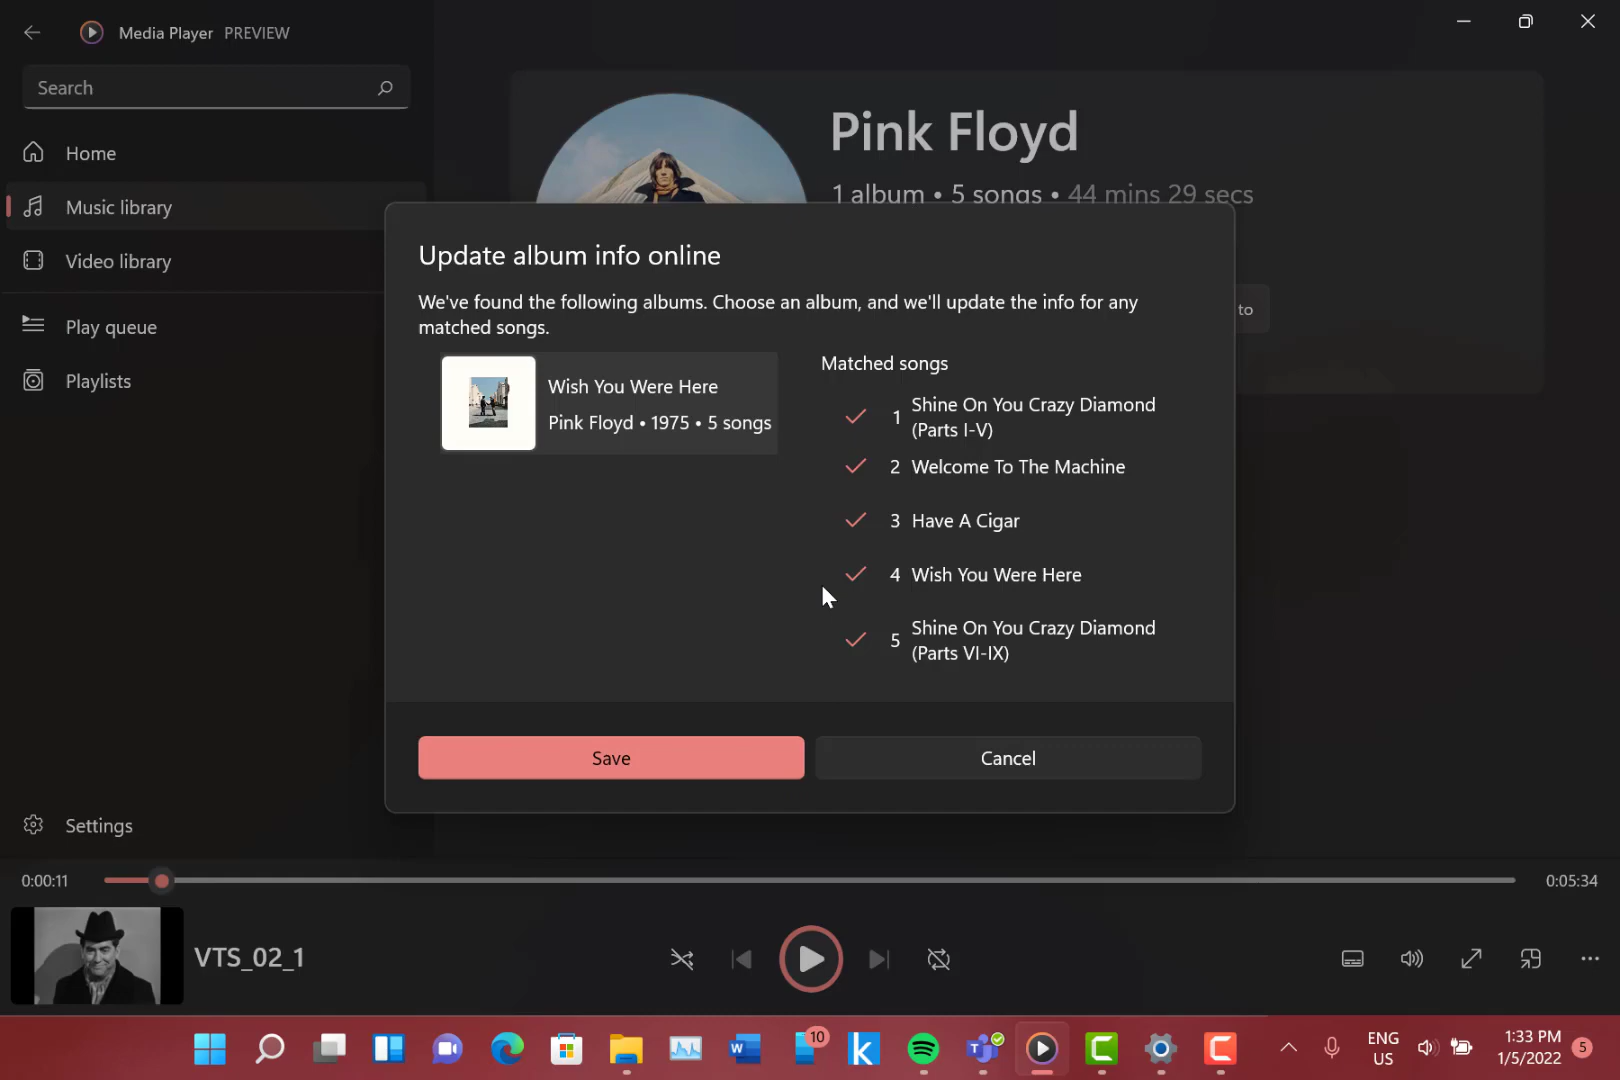 Media Player PREVIEW
Search
Home
Music library
Video library
Play queue
Playlists
Settings
Pink Floyd
1 album • 5 songs • 44 mins 29 secs
to
Update album info online
We've found the following albums. Choose an album, and we'll update the info for any
matched songs.
Wish You Were Here
Pink Floyd • 1975 • 5 songs
Matched songs
1 Shine On You Crazy Diamond
(Parts I-V)
2 Welcome To The Machine
3 Have A Cigar
4 Wish You Were Here
5 Shine On You Crazy Diamond
(Parts VI-IX)
Save
Cancel
0:00:11
0:05:34
VTS_02_1
10
ENG
US
1:33 PM
1/5/2022
5